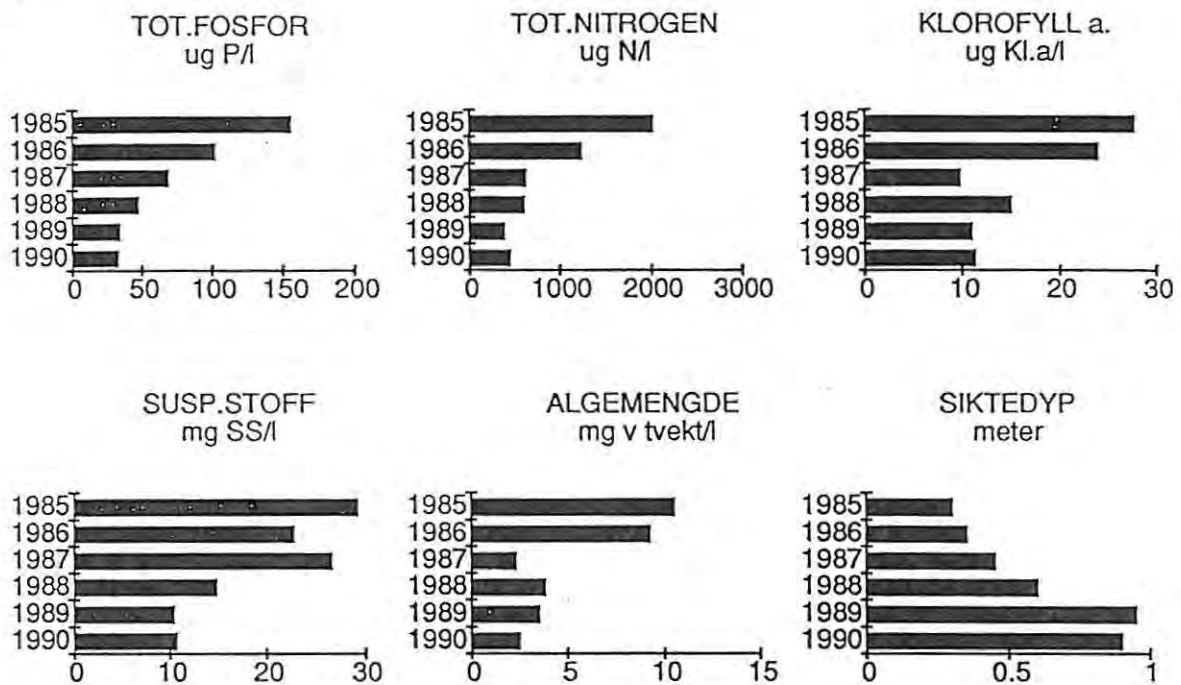 TOT.FOSFOR
ug P/l
1985
1986
1987
1988
1989
1990
0 50 100 150 200
TOT.NITROGEN
ug N/l
1985
1986
1987
1988
1989
1990
0 1000 2000 3000
KLOROFYLL a.
ug Kl.a/l
1985
1986
1987
1988
1989
1990
0 10 20 30
SUSP.STOFF
mg SS/l
1985
1986
1987
1988
1989
1990
0 10 20 30
ALGEMENGDE
mg v tvekt/l
1985
1986
1987
1988
1989
1990
0 5 10 15
SIKTEDYP
meter
1985
1986
1987
1988
1989
1990
0 0.5 1